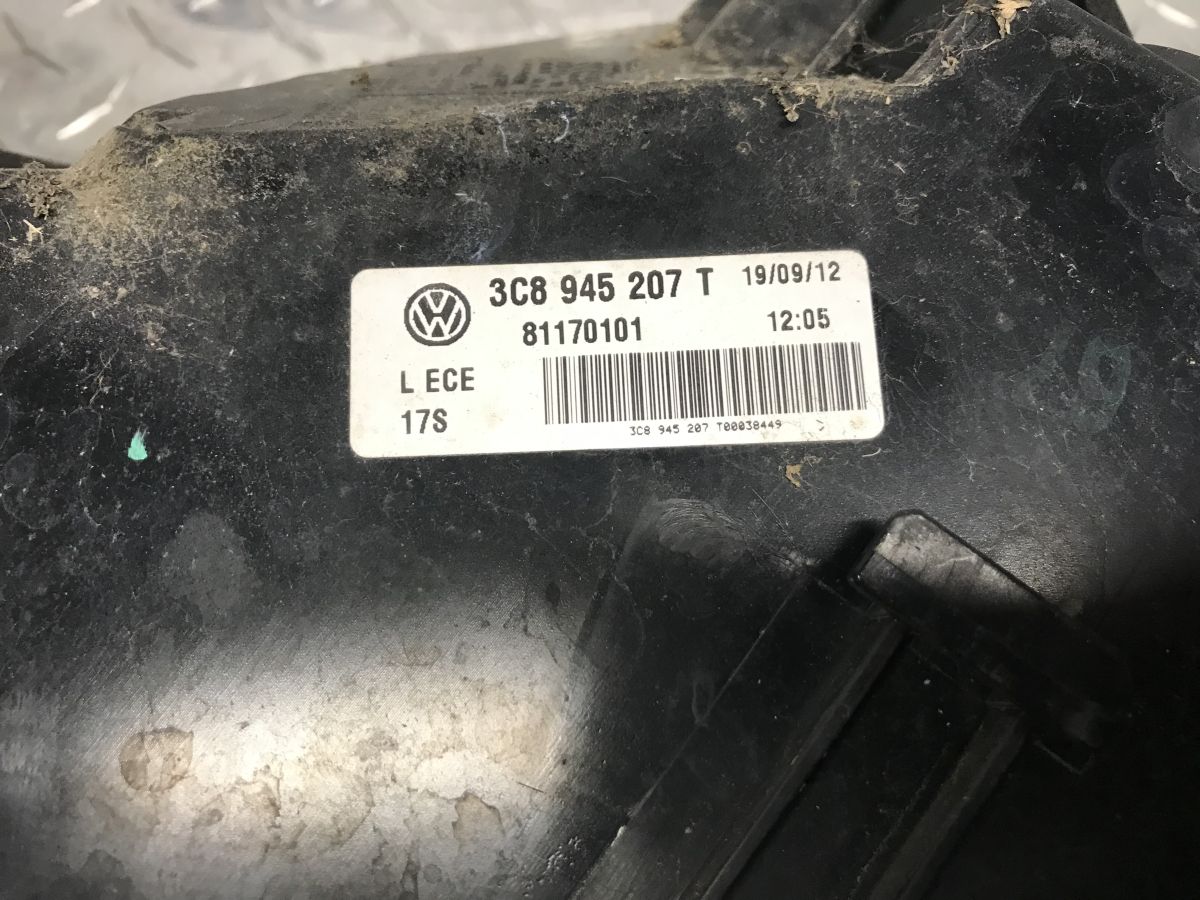 3C8 945 207 T 19/09/12
81170101 12:05
L ECE
17S
3C8 945 207 T00038449